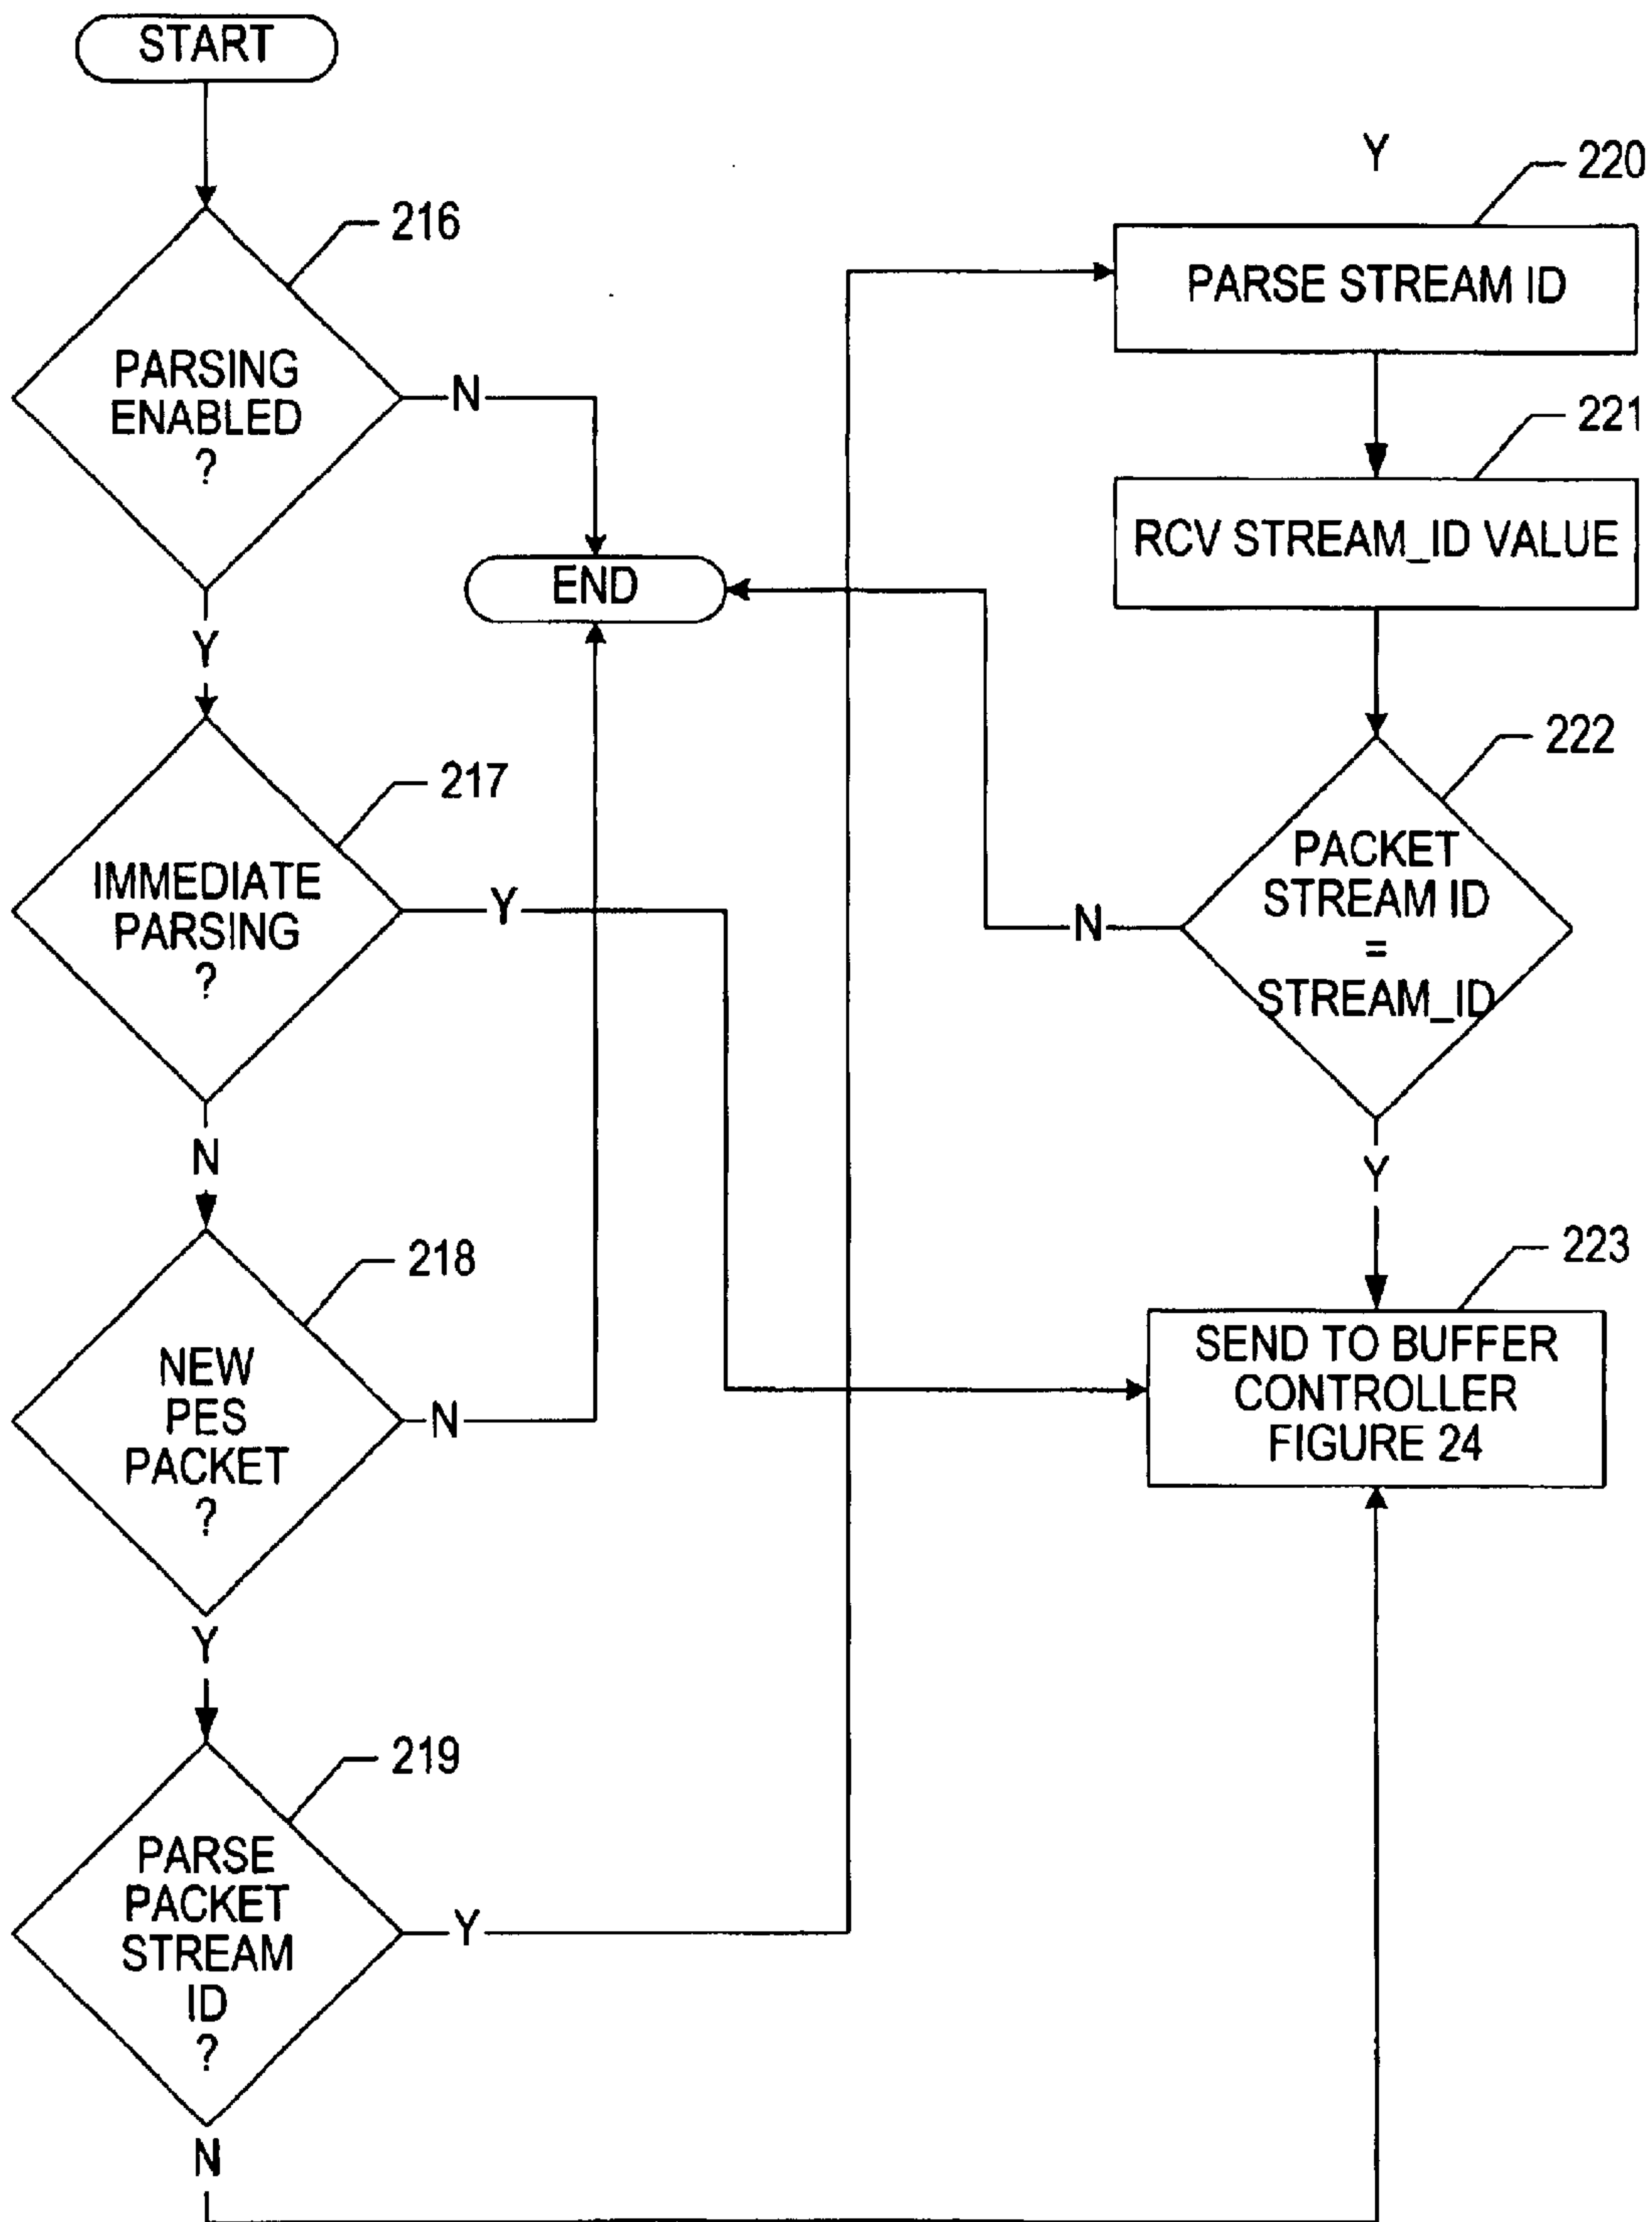 START
216
PARSING
ENABLED
?
N
Y
END
217
IMMEDIATE
PARSING
?
Y
N
218
NEW
PES
PACKET
?
N
Y
219
PARSE
PACKET
STREAM
ID
?
Y
N
Y
220
PARSE STREAM ID
221
RCV STREAM_ID VALUE
222
PACKET
STREAM ID
=
STREAM_ID
N
Y
223
SEND TO BUFFER
CONTROLLER
FIGURE 24